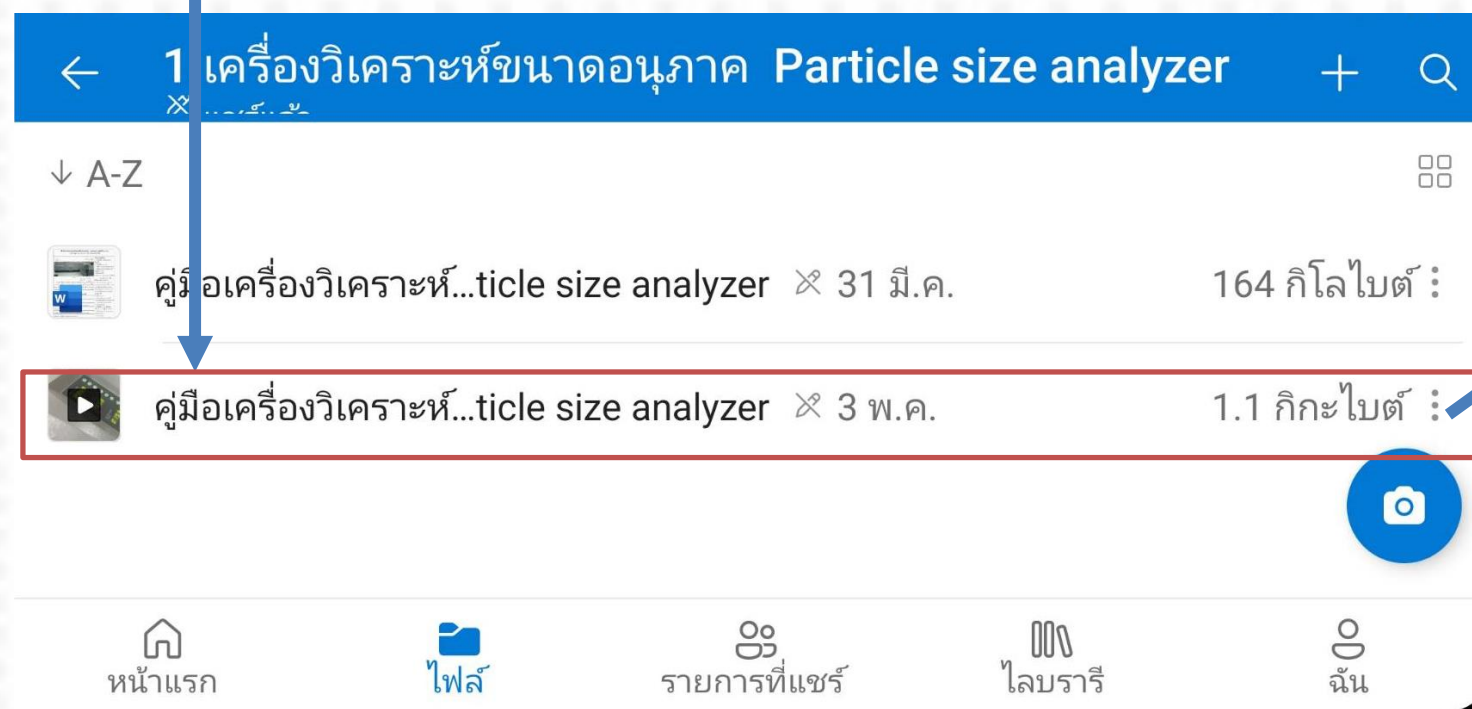 1 เครื่องวิเคราะห์ขนาดอนุภาค Particle size analyzer
A-Z
คู่มือเครื่องวิเคราะห์...ticle size analyzer 31 มี.ค. 164 กิโลไบต์
คู่มือเครื่องวิเคราะห์...ticle size analyzer 3 พ.ค. 1.1 กิกะไบต์
หน้าแรก ไฟล์ รายการที่แชร์ ไลบรารี ฉัน